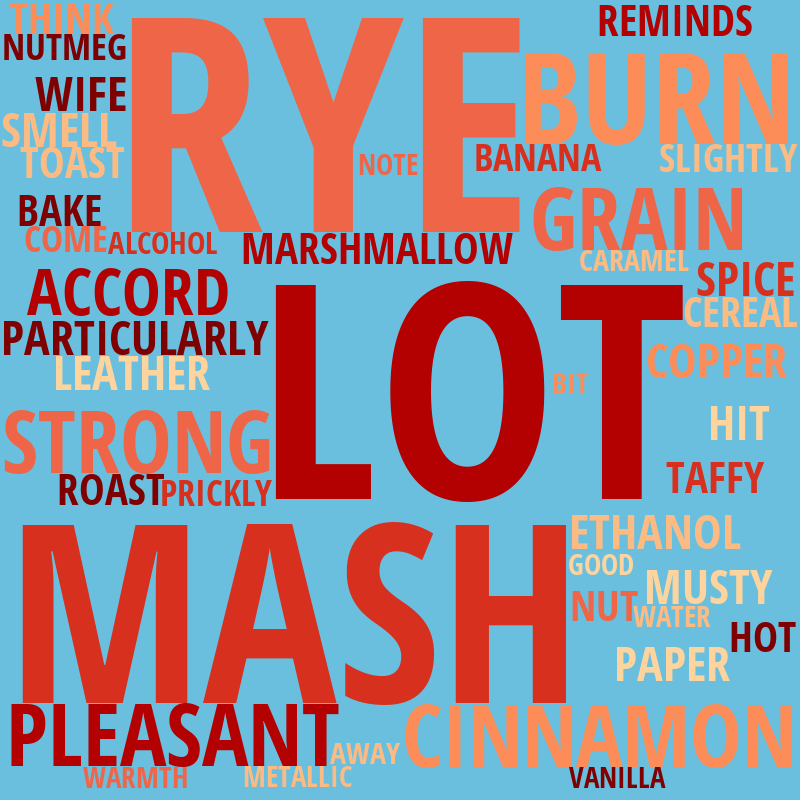 THINK
REMINDS
RYE
NUTMEG
BURN
WIFE
SMELL
TOAST
NOTE
BANANA
SLIGHTLY
BAKE
GRAIN
COME
ALCOHOL
MARSHMALLOW
CARAMEL
ACCORD
SPICE
CEREAL
PARTICULARLY
LOT
LEATHER
COPPER
BIT
STRONG
HIT
ROAST
PRICKLY
TAFFY
MASH
ETHANOL
GOOD
MUSTY
NUT
WATER
HOT
PAPER
PLEASANT
CINNAMON
AWAY
WARMTH
METALLIC
VANILLA